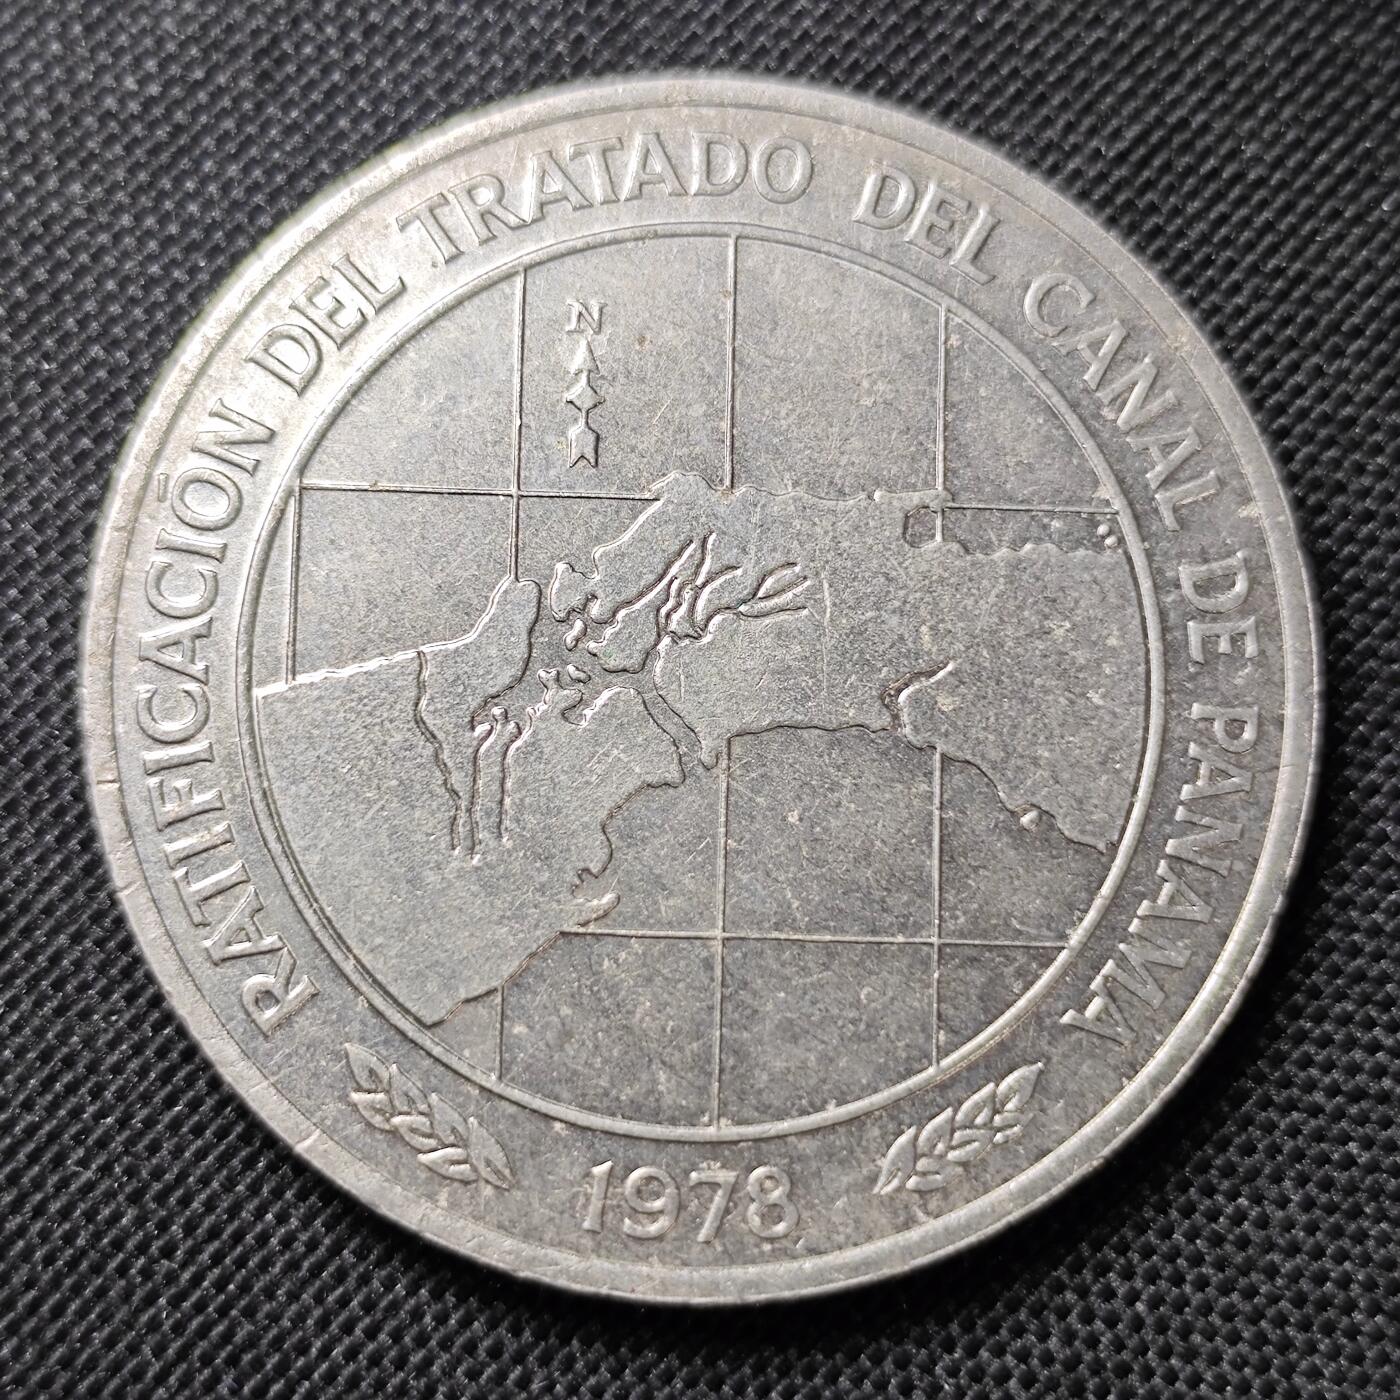 RATIFICACIÓN DEL TRATADO DEL CANAL DE PANAMA
N
1978